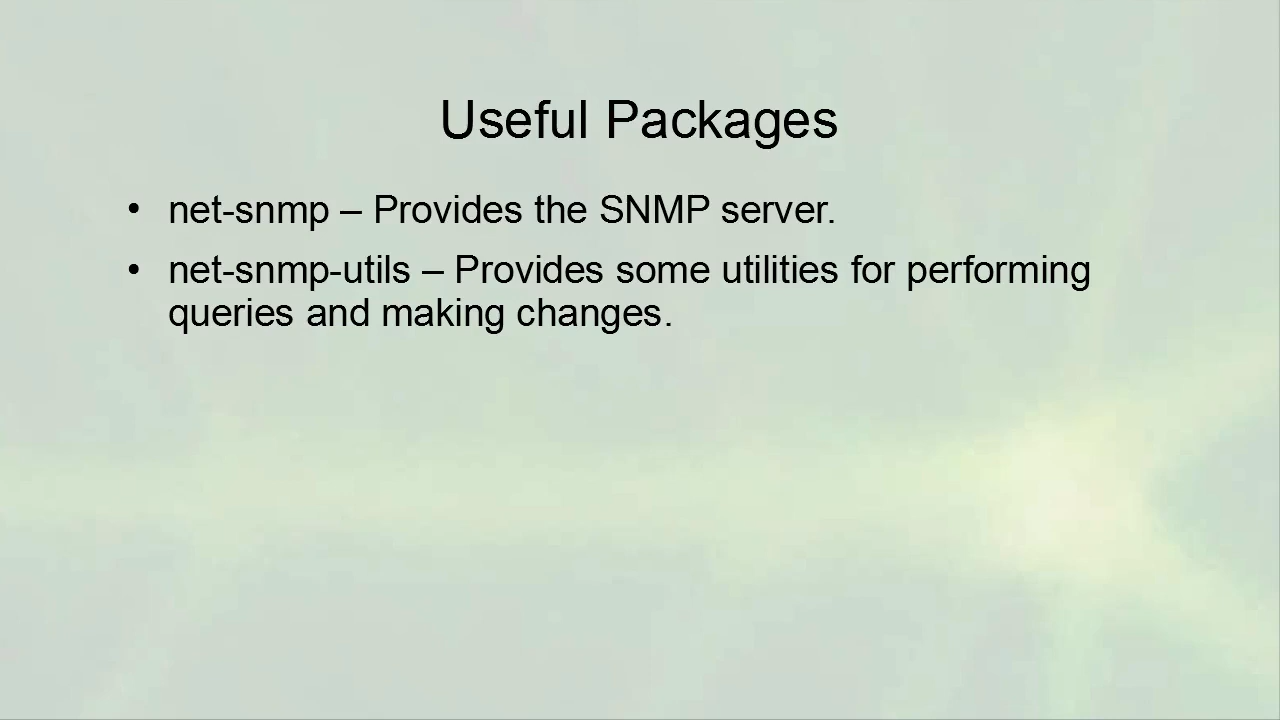 Useful Packages
• net-snmp – Provides the SNMP server.
• net-snmp-utils – Provides some utilities for performing
queries and making changes.